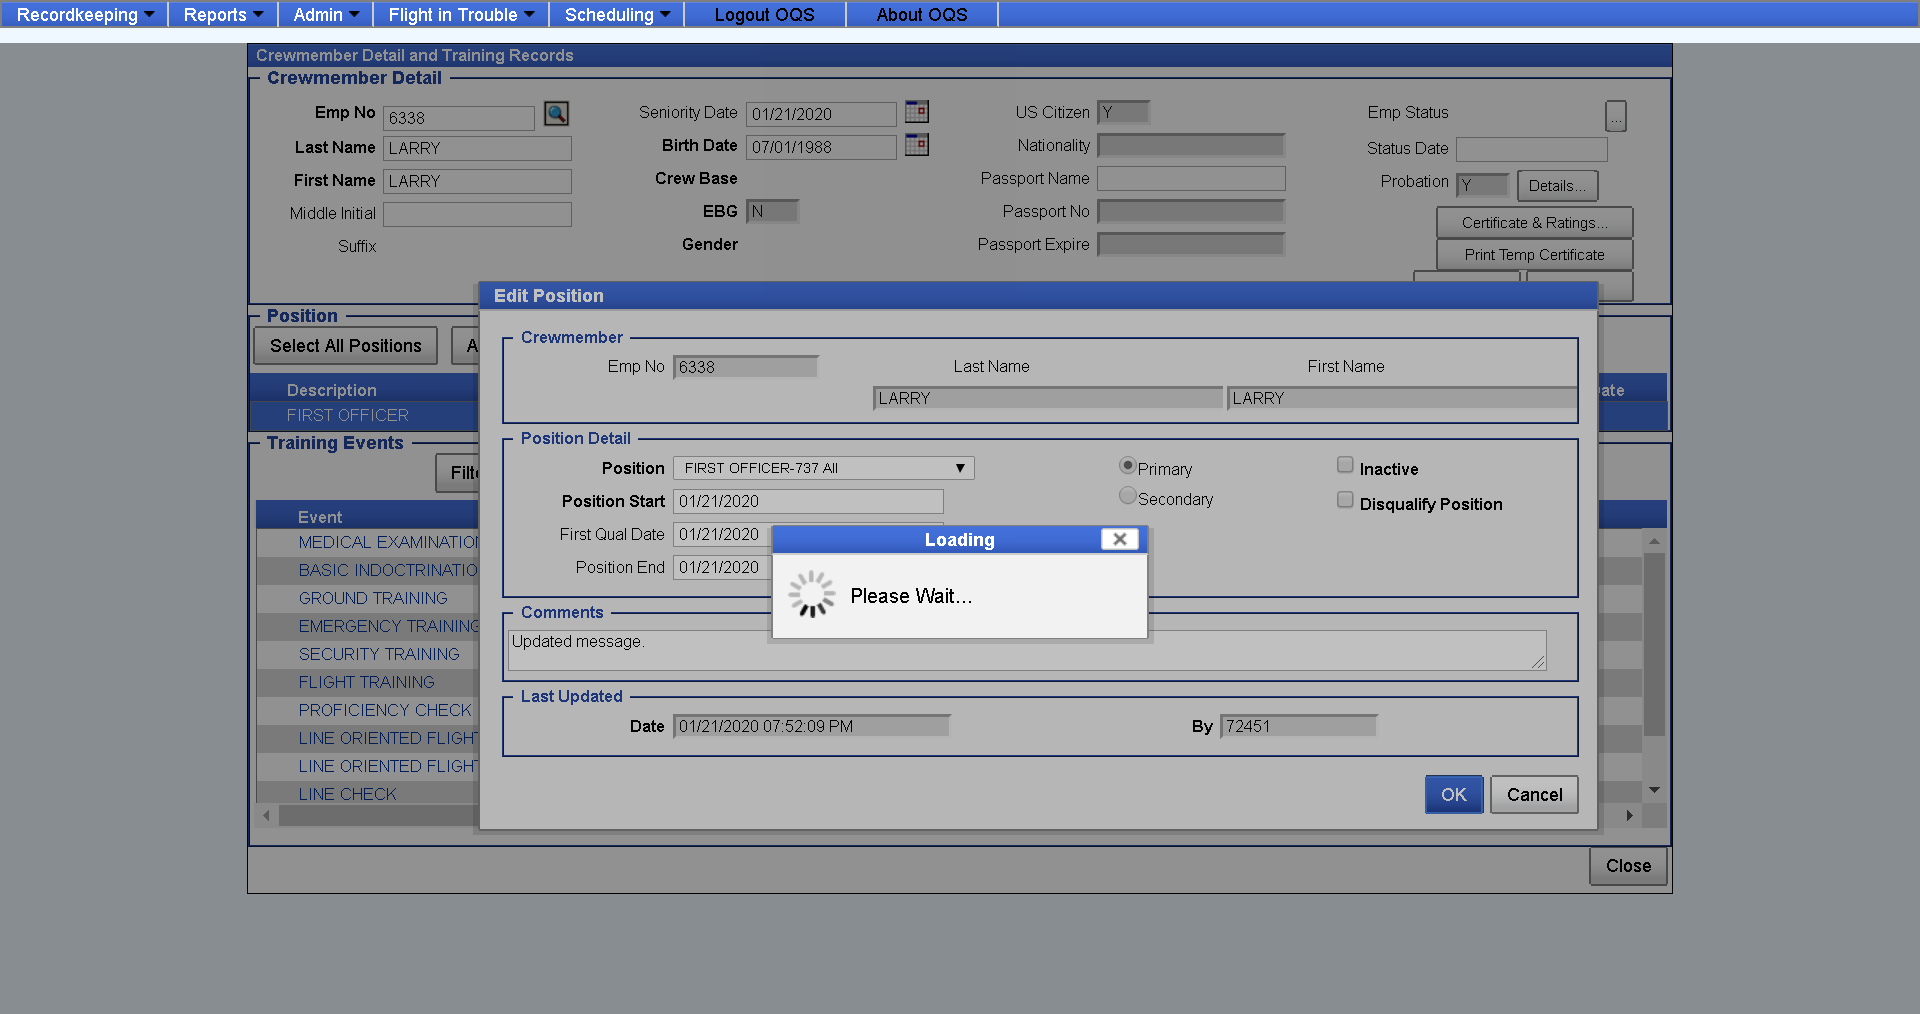 Recordkeeping Reports Admin Flight in Trouble Scheduling Logout OQS About OQS
Crewmember Detail and Training Records
Crewmember Detail
Emp No 6338 Seniority Date 01/21/2020 US Citizen Y Emp Status ...
Last Name LARRY Birth Date 07/01/1988 Nationality Status Date
First Name LARRY Crew Base Passport Name Probation Y Details...
Middle Initial EBG N Passport No Certificate & Ratings...
Suffix Gender Passport Expire Print Temp Certificate
Edit Position
Position
Select All Positions A
Crewmember
Emp No 6338 Last Name First Name
LARRY LARRY
Description ate
FIRST OFFICER
Training Events
Filte
Position Detail
Position FIRST OFFICER-737 All Primary Inactive
Position Start 01/21/2020 Secondary Disqualify Position
First Qual Date 01/21/2020
Position End 01/21/2020
Loading
Please Wait...
Event
MEDICAL EXAMINATION
BASIC INDOCTRINATIO
GROUND TRAINING
EMERGENCY TRAINING
SECURITY TRAINING
FLIGHT TRAINING
PROFICIENCY CHECK
LINE ORIENTED FLIGHT
LINE ORIENTED FLIGHT
LINE CHECK
Comments
Updated message.
Last Updated
Date 01/21/2020 07:52:09 PM By 72451
OK Cancel
Close